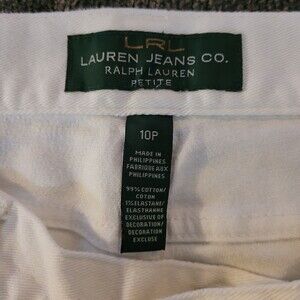 LRL
LAUREN JEANS CO.
RALPH LAUREN
PETITE
10P
MADE IN
PHILIPPINES
FABRIQUE AUX
PHILIPPINES
99% COTTON/
COTON
1% ELASTANE/
ELASTHANNE
EXCLUSIVE OF
DECORATION/
DECORATION
EXCLUSE